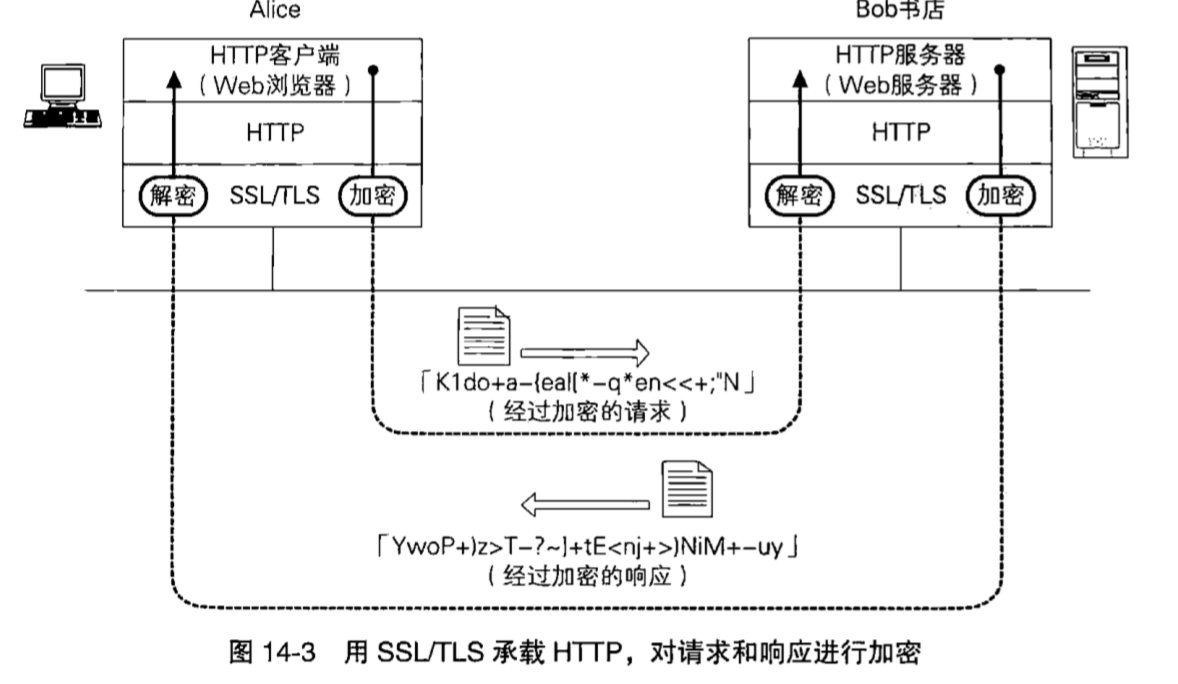 Alice
Bob书店
HTTP客户端
（Web浏览器）
HTTP
解密
SSL/TLS
加密
HTTP服务器
（Web服务器）
HTTP
解密
SSL/TLS
加密
「K1do+a-{eal[*-q*en<<+;"N」
（经过加密的请求）
「YwoP+)z>T-?~]+tE<nj+>)NiM+-uy」
（经过加密的响应）
图 14-3 用 SSL/TLS 承载 HTTP，对请求和响应进行加密